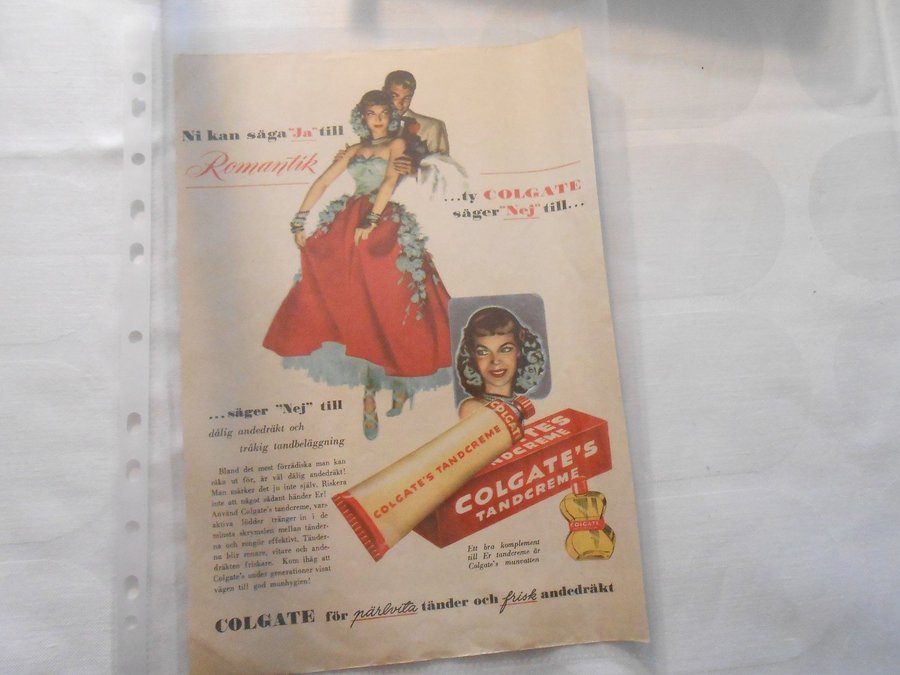 Ni kan säga "Ja" till
Romantik
...ty COLGATE
säger "Nej" till...
...säger "Nej" till
dålig andedräkt och
tråkig tandbeläggning
Bland det mest förrädiska man kan
råka ut för, är väl dålig andedräkt!
Man märker det ju inte själv. Riskera
inte att något sådant händer Er!
Använd Colgate's tandcreme, vars
aktiva lödder tränger in i de
minsta skrymslen mellan tänder-
na och rengör effektivt. Tänder-
na blir renare, vitare och ande-
dräkten friskare. Kom ihåg att
Colgate's under generationer visat
vägen till god munhygien!
COLGATE'S TANDCREME
COLGATE
COLGATE'S
TANDCREME
COLGATE
Ett bra komplement
till Er tandcreme är
Colgate's munvatten
COLGATE för pärlvita tänder och frisk andedräkt